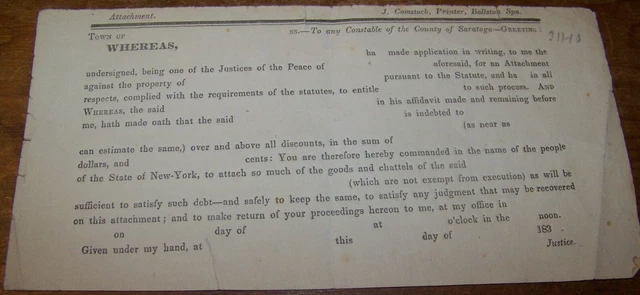 Attachment. J. Comstock, Printer, Ballston Spa.
TOWN OF ss.—To any Constable of the County of Saratoga—GREETING:
WHEREAS,
ha made application in writing, to me the
undersigned, being one of the Justices of the Peace of aforesaid, for an Attachment
against the property of pursuant to the Statute, and ha in all
respects, complied with the requirements of the statutes, to entitle to such process. AND
WHEREAS, the said in his affidavit made and remaining before
me, hath made oath that the said is indebted to
(as near as
can estimate the same,) over and above all discounts, in the sum of
dollars, and cents: You are therefore hereby commanded in the name of the people
of the State of New-York, to attach so much of the goods and chattels of the said
(which are not exempt from execution) as will be
sufficient to satisfy such debt—and safely to keep the same, to satisfy any judgment that may be recovered
on this attachment; and to make return of your proceedings hereon to me, at my office in
on day of at o'clock in the noon.
Given under my hand, at this day of 183 .
Justice.